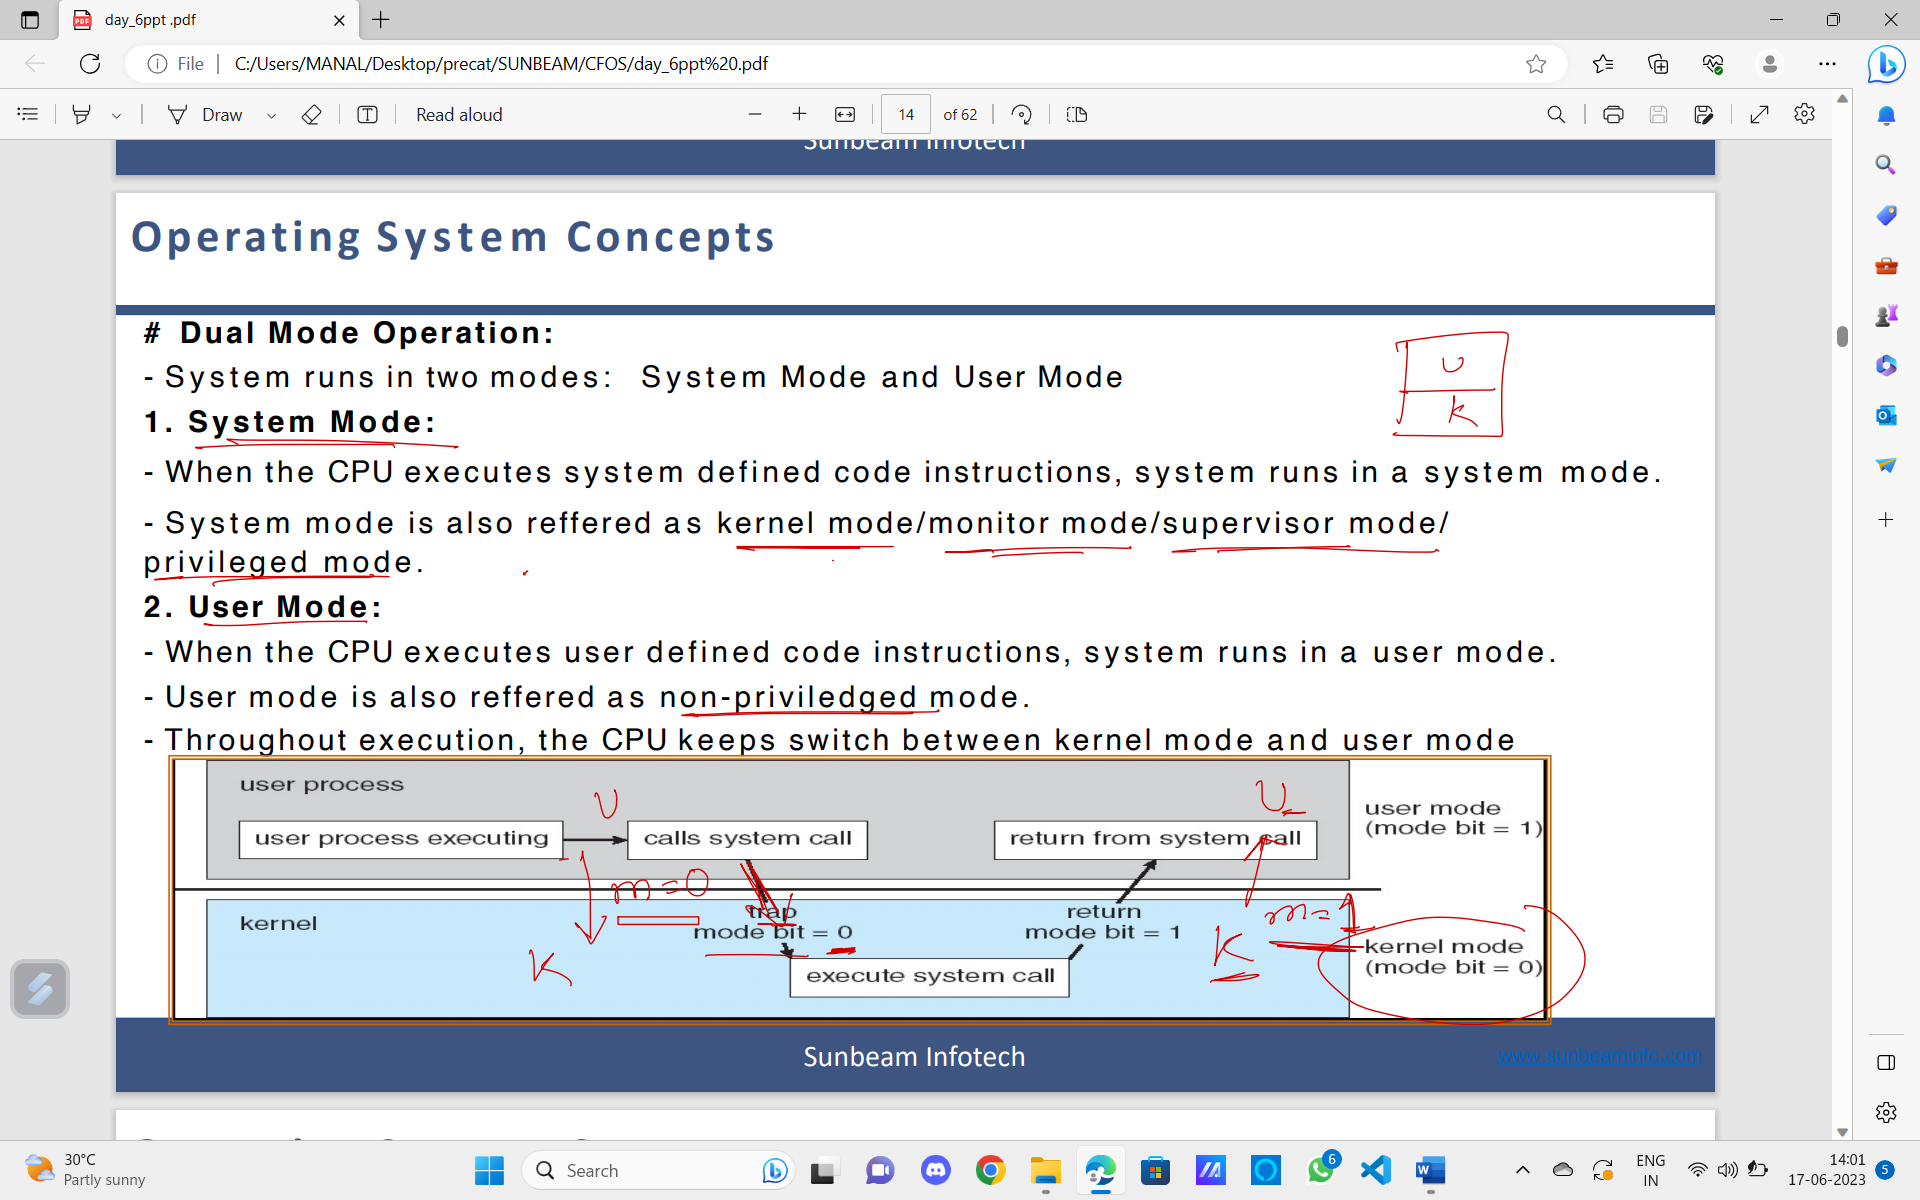 day_6ppt .pdf
File
C:/Users/MANAL/Desktop/precat/SUNBEAM/CFOS/day_6ppt%20.pdf
Draw
Read aloud
14
of 62
Sunbeam Infotech
Operating System Concepts
# Dual Mode Operation:
- System runs in two modes: System Mode and User Mode
U
1. System Mode:
K
- When the CPU executes system defined code instructions, system runs in a system mode.
- System mode is also reffered as kernel mode/monitor mode/supervisor mode/
privileged mode.
2. User Mode:
- When the CPU executes user defined code instructions, system runs in a user mode.
- User mode is also reffered as non-priviledged mode.
- Throughout execution, the CPU keeps switch between kernel mode and user mode
user process
U
U
user mode
(mode bit = 1)
user process executing
calls system call
return from system call
m=0
kernel
trap
mode bit = 0
return
mode bit = 1
m=1
K
K
kernel mode
(mode bit = 0)
execute system call
Sunbeam Infotech
www.sunbeaminfo.com
30°C
Partly sunny
Search
6
ENG
IN
14:01
17-06-2023
5